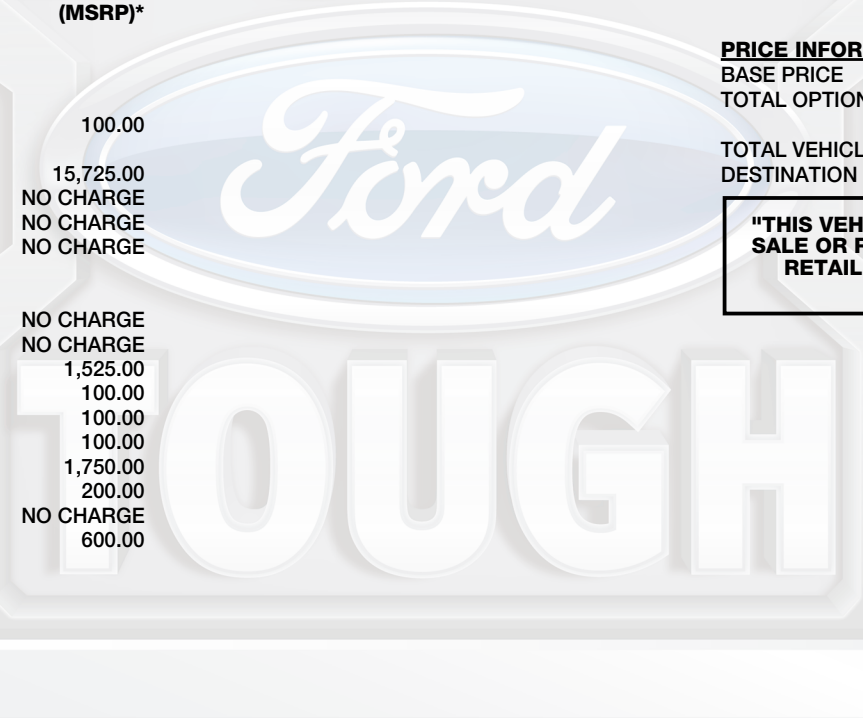 (MSRP)*
100.00
15,725.00
NO CHARGE
NO CHARGE
NO CHARGE
NO CHARGE
NO CHARGE
1,525.00
100.00
100.00
100.00
1,750.00
200.00
NO CHARGE
600.00
PRICE INFOR
BASE PRICE
TOTAL OPTION
TOTAL VEHICL
DESTINATION
"THIS VEH
SALE OR F
RETAIL
Ford
TOUGH